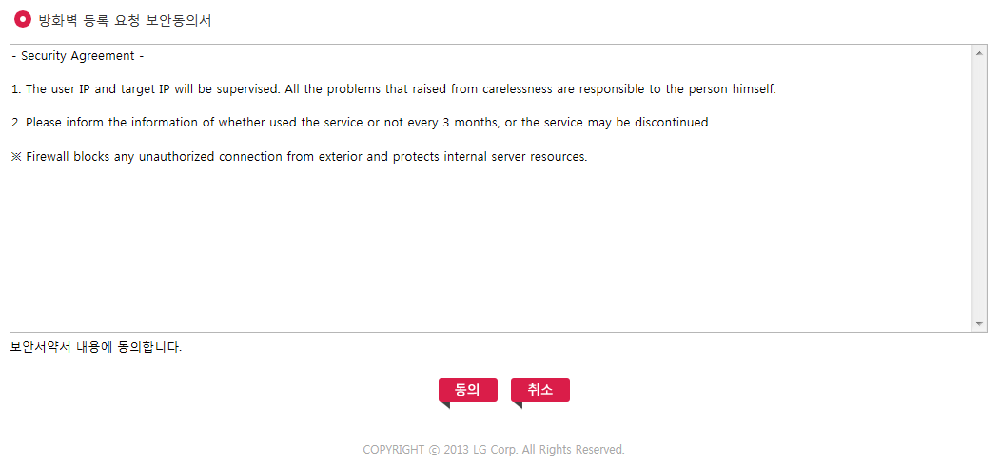 방화벽 등록 요청 보안동의서
- Security Agreement -
1. The user IP and target IP will be supervised. All the problems that raised from carelessness are responsible to the person himself.
2. Please inform the information of whether used the service or not every 3 months, or the service may be discontinued.
※ Firewall blocks any unauthorized connection from exterior and protects internal server resources.
보안서약서 내용에 동의합니다.
동의 취소
COPYRIGHT ⓒ 2013 LG Corp. All Rights Reserved.